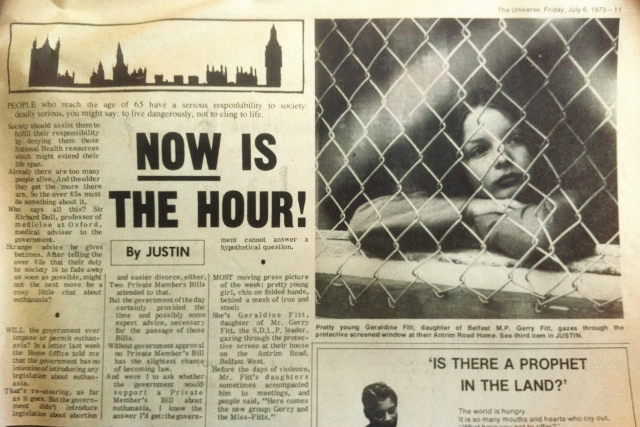 The Universe, Friday, July 6, 1973 — 11
PEOPLE who reach the age of 65 have a serious responsibility to society:
deadly serious, you might say: to live dangerously, not to cling to life.
Society should assist them to
fulfil their responsibility
by denying them those
National Health resources
which might extend their
life span.
Already there are too many
people alive. And the older
they get the more there
are. So the over 65s must
do something about it.
Who says all this? Sir
Richard Doll, professor of
medicine at Oxford,
medical adviser to the
government.
Strange advice he gives
betimes. After telling the
over 65s that their duty
to society is to fade away
as soon as possible, might
not the next move be a
cosy little chat about
euthanasia?
WILL the government ever
impose or permit euthan-
asia? In a letter last week
the Home Office told me
that the government has no
intention of introducing any
legislation about euthan-
asia.
That's re-assuring, as far
as it goes. But the govern-
ment didn't introduce
legislation about abortion
NOW IS
THE HOUR!
By JUSTIN
and easier divorce, either.
Two Private Members Bills
attended to that.
But the government of the day
certainly provided the
time and possibly some
expert advice, necessary
for the passage of those
Bills.
Without government approval
no Private Member's Bill
has the slightest chance
of becoming law.
And were I to ask whether
the government would
support a Private
Member's Bill about
euthanasia, I know the
answer I'd get: the govern-
ment cannot answer a
hypothetical question.
MOST moving press picture
of the week: pretty young
girl, chin on folded hands,
behind a mesh of iron and
steel.
She's Geraldine Fitt,
daughter of Mr. Gerry
Fitt, the S.D.L.P. leader,
gazing through the protec-
tive screen at their house
on the Antrim Road,
Belfast West.
Before the days of violence,
Mr. Fitt's daughters
sometimes accompanied
him to meetings, and
people said, "Here comes
the new group: Gerry and
the Miss-Fitts."
Pretty young Geraldine Fitt, daughter of Belfast M.P. Gerry Fitt, gazes through the
protective screened window at their Antrim Road Home. See third item in JUSTIN.
'IS THERE A PROPHET
IN THE LAND?'
The world is hungry.
It is so many mouths and hearts who cry out,